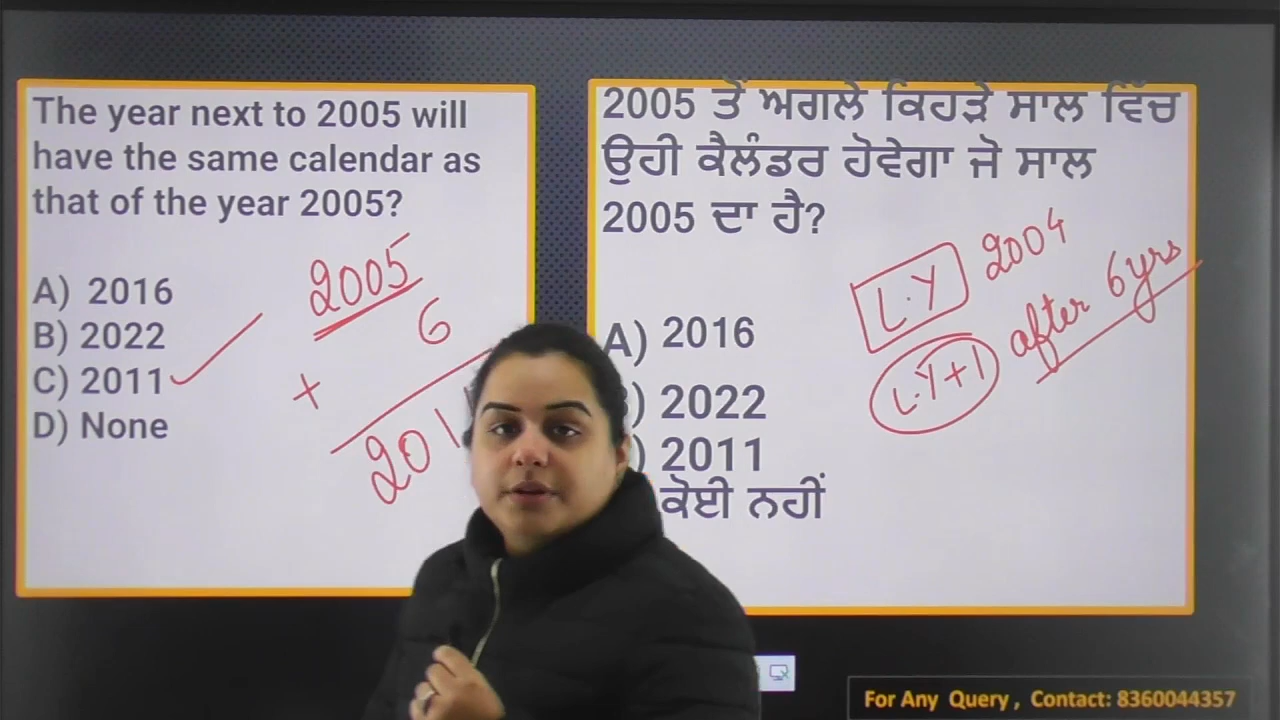 The year next to 2005 will
have the same calendar as
that of the year 2005?
A) 2016
B) 2022
C) 2011
D) None
2005
+ 6
201
2005 ਤੋਂ ਅਗਲੇ ਕਿਹੜੇ ਸਾਲ ਵਿੱਚ
ਉਹੀ ਕੈਲੰਡਰ ਹੋਵੇਗਾ ਜੋ ਸਾਲ
2005 ਦਾ ਹੈ?
L.Y 2004
L.Y+1 after 6yrs
A) 2016
) 2022
) 2011
ਕੋਈ ਨਹੀਂ
For Any Query , Contact: 8360044357